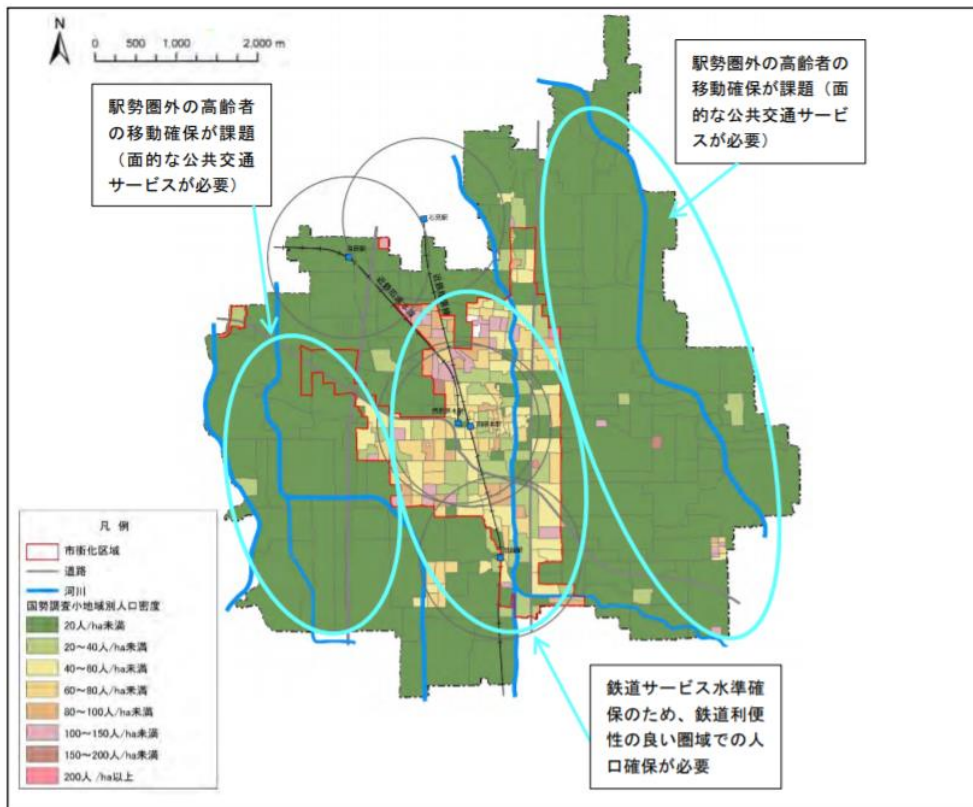 N
0 500 1,000 2,000 m
駅勢圏外の高齢者
の移動確保が課題
（面的な公共交通
サービスが必要）
駅勢圏外の高齢者の
移動確保が課題（面
的な公共交通サービ
スが必要）
鉄道サービス水準確
保のため、鉄道利便
性の良い圏域での人
口確保が必要
凡 例
市街化区域
道路
河川
国勢調査小地域別人口密度
20人/ha未満
20～40人/ha未満
40～60人/ha未満
60～80人/ha未満
80～100人/ha未満
100～150人/ha未満
150～200人/ha未満
200人 /ha以上